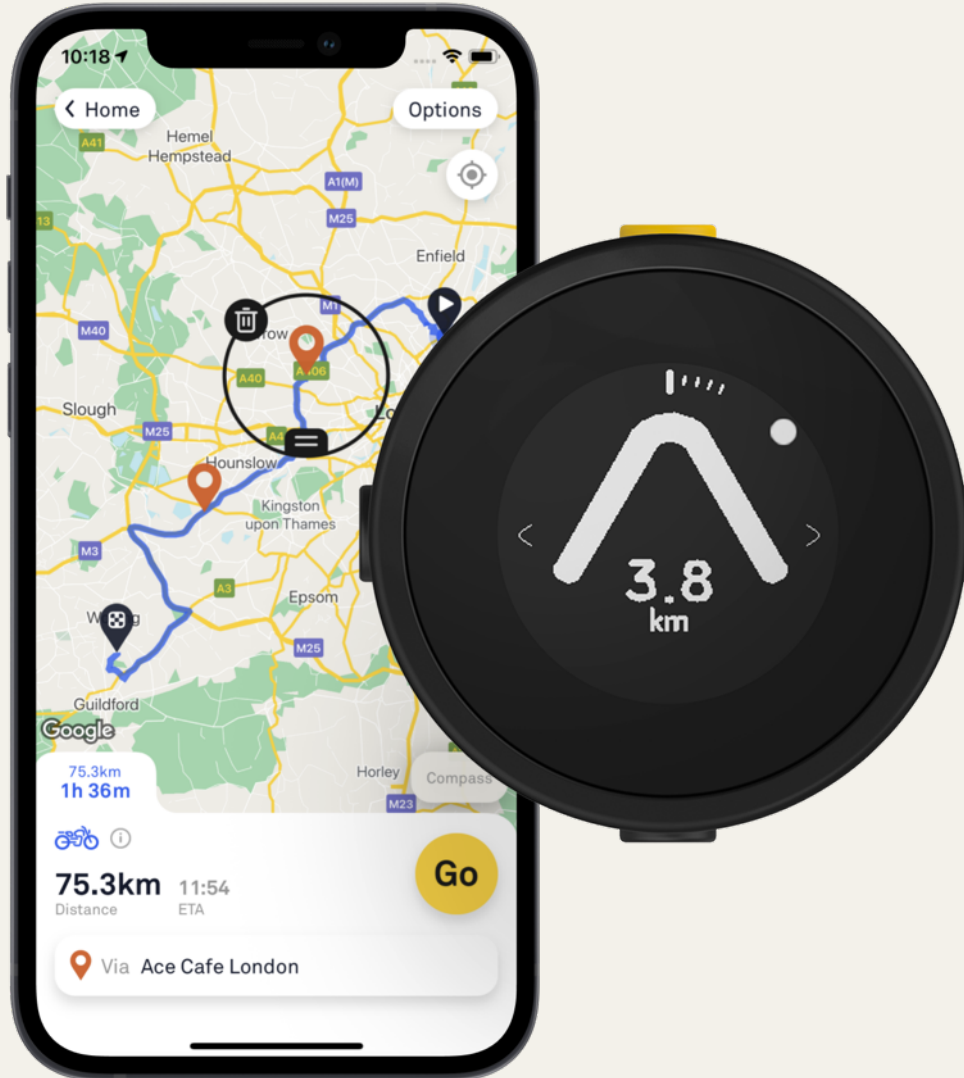 10:18
Home
Options
Hemel
Hempstead
A41
A1(M)
M25
13
Enfield
M1
M40
A40
Slough
M25
Hounslow
Kingston
upon Thames
M3
A3
Epsom
M25
Guildford
Google
Horley
Compass
M23
75.3km
1h 36m
75.3km
11:54
Distance
ETA
Go
Via Ace Cafe London
3.8
km